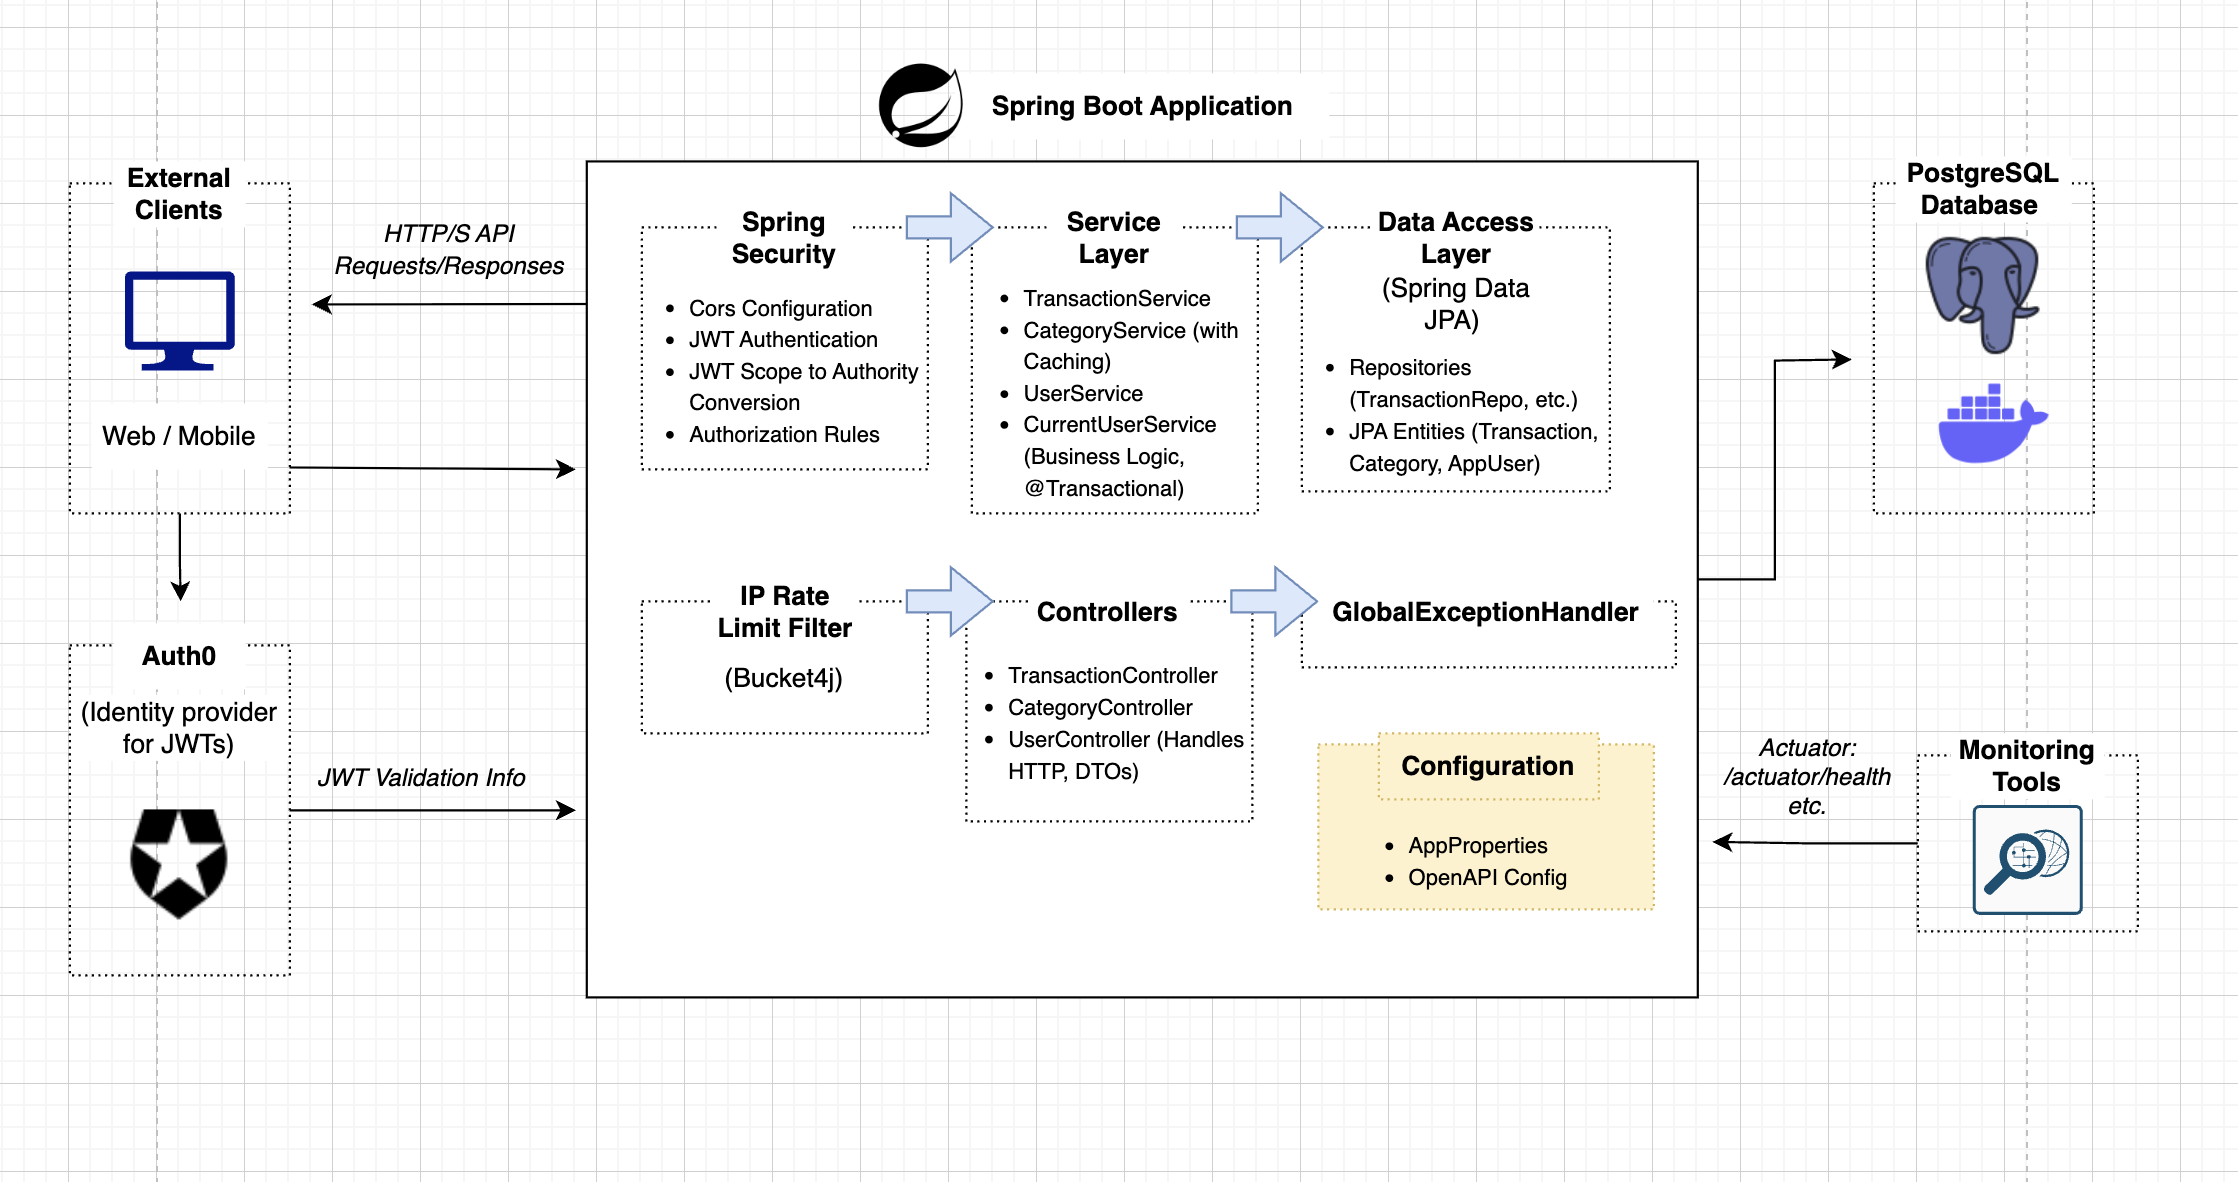 Spring Boot Application
External
Clients
Web / Mobile
HTTP/S API
Requests/Responses
Auth0
(Identity provider
for JWTs)
JWT Validation Info
Spring
Security
• Cors Configuration
• JWT Authentication
• JWT Scope to Authority
Conversion
• Authorization Rules
Service
Layer
• TransactionService
• CategoryService (with
Caching)
• UserService
• CurrentUserService
(Business Logic,
@Transactional)
Data Access
Layer
(Spring Data
JPA)
• Repositories
(TransactionRepo, etc.)
• JPA Entities (Transaction,
Category, AppUser)
IP Rate
Limit Filter
(Bucket4j)
Controllers
• TransactionController
• CategoryController
• UserController (Handles
HTTP, DTOs)
GlobalExceptionHandler
Configuration
• AppProperties
• OpenAPI Config
PostgreSQL
Database
Actuator:
/actuator/health
etc.
Monitoring
Tools